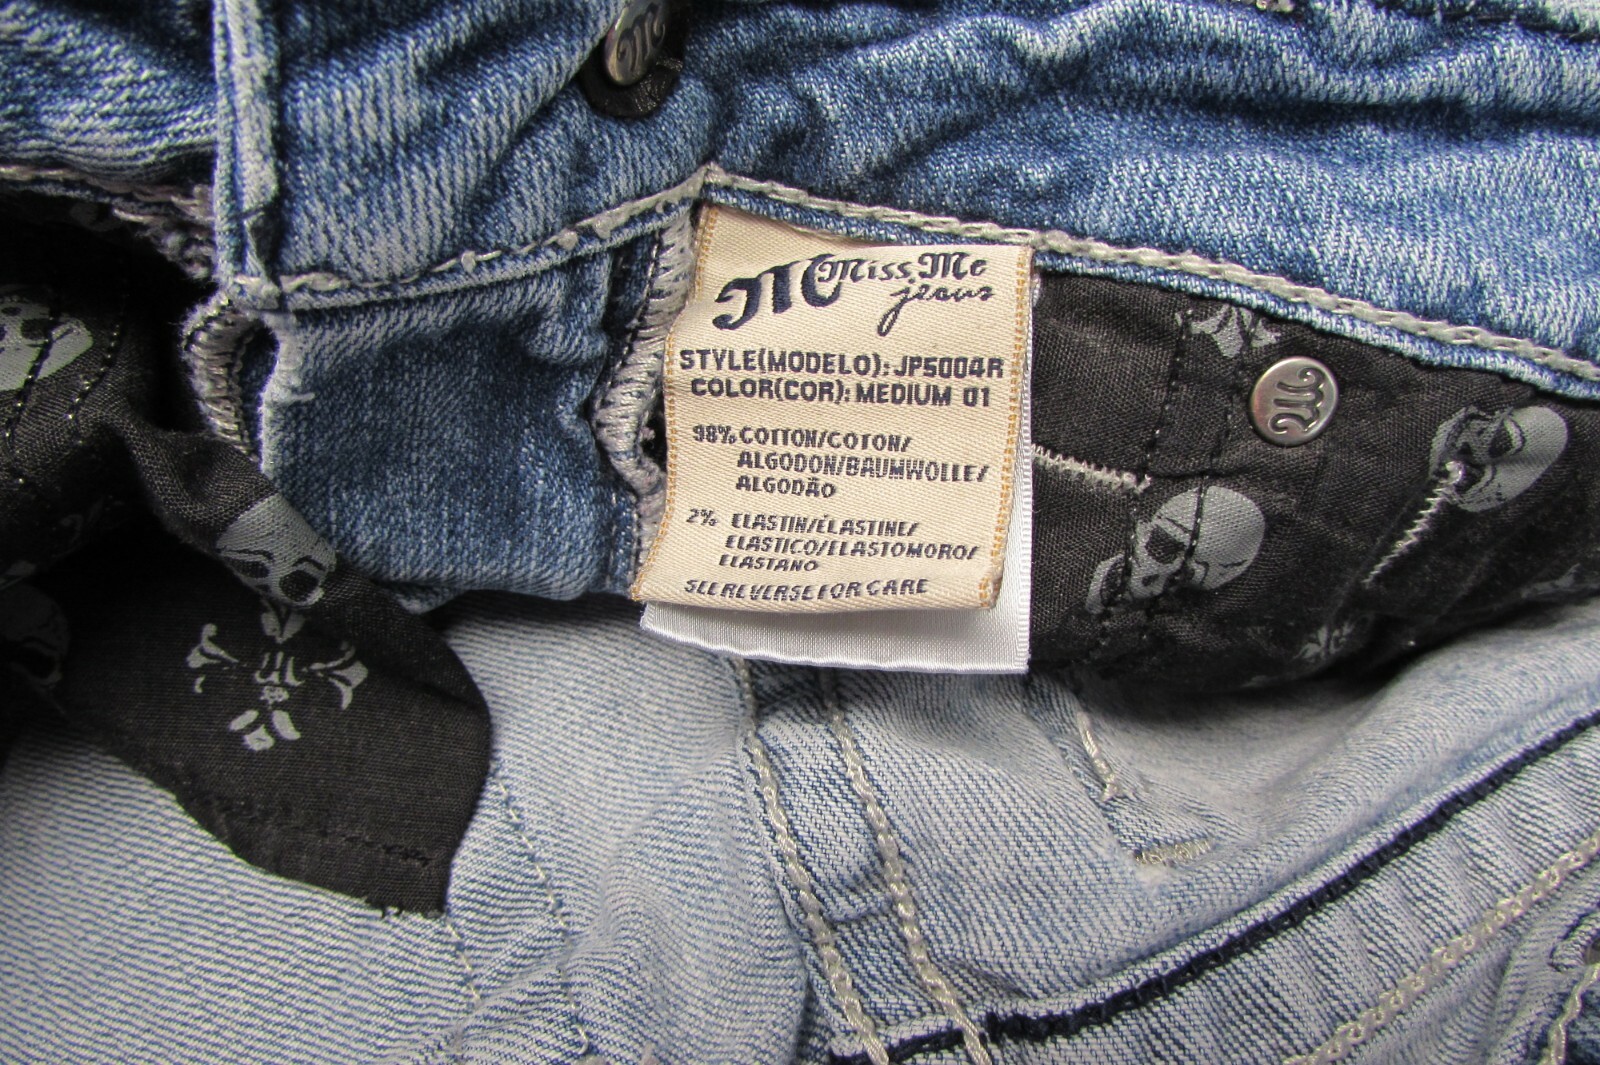 M Miss Me
jeans
STYLE(MODELO): JP5004R
COLOR(COR): MEDIUM 01
98% COTTON/COTON/
ALGODON/BAUMWOLLE/
ALGODÃO
2% ELASTIN/ÉLASTINE/
ELASTICO/ELASTOMORO/
ELASTANO
SEE REVERSE FOR CARE
M
M